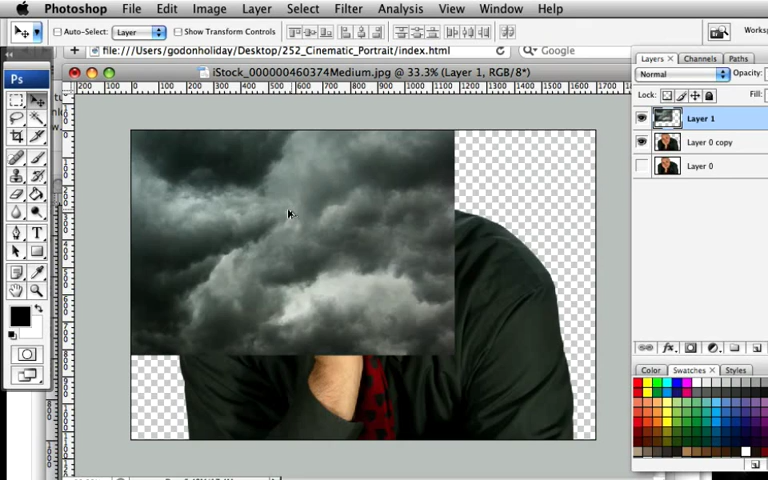 Photoshop File Edit Image Layer Select Filter Analysis View Window Help
Auto-Select: Layer Show Transform Controls
file:///Users/godonholiday/Desktop/252_Cinematic_Portrait/index.html Google
Ps
iStock_000000460374Medium.jpg @ 33.3% (Layer 1, RGB/8*)
Layers Channels Paths
Normal Opacity:
Lock: Fill:
Layer 1
Layer 0 copy
Layer 0
Color Swatches Styles